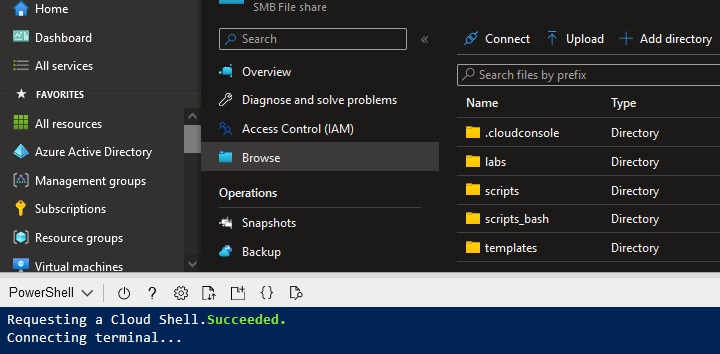 Home
Dashboard
All services
★ FAVORITES
All resources
Azure Active Directory
Management groups
Subscriptions
Resource groups
Virtual machines
SMB File share
Search «
Overview
Diagnose and solve problems
Access Control (IAM)
Browse
Operations
Snapshots
Backup
Connect Upload + Add directory
Search files by prefix
Name Type
.cloudconsole Directory
labs Directory
scripts Directory
scripts_bash Directory
templates Directory
PowerShell ? {}
Requesting a Cloud Shell.Succeeded.
Connecting terminal...